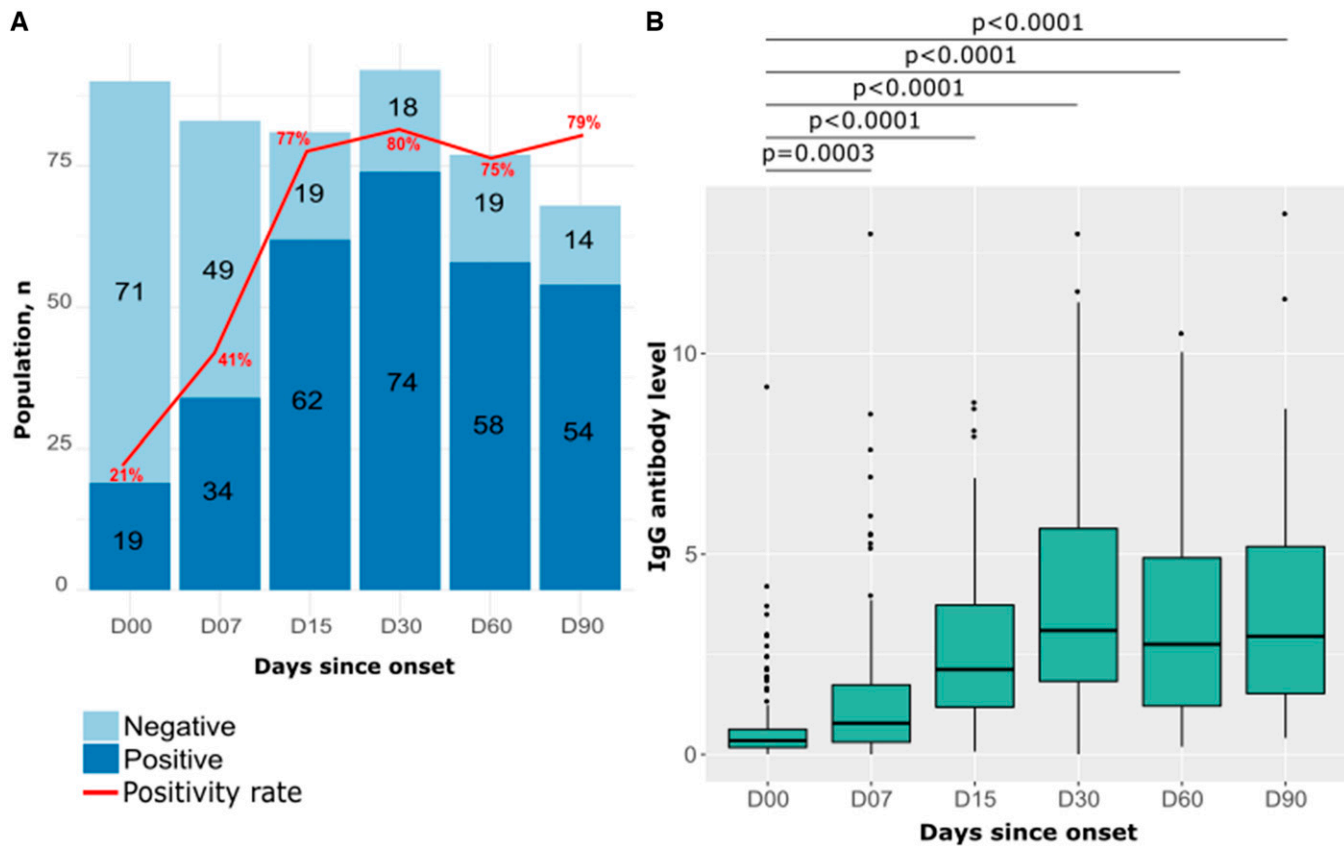 A
Population, n
75
50
25
0
71
49
19
18
19
14
19
34
62
74
58
54
21%
41%
77%
80%
75%
79%
D00 D07 D15 D30 D60 D90
Days since onset
Negative
Positive
Positivity rate
B
p<0.0001
p<0.0001
p<0.0001
p<0.0001
p=0.0003
IgG antibody level
10
5
0
D00 D07 D15 D30 D60 D90
Days since onset